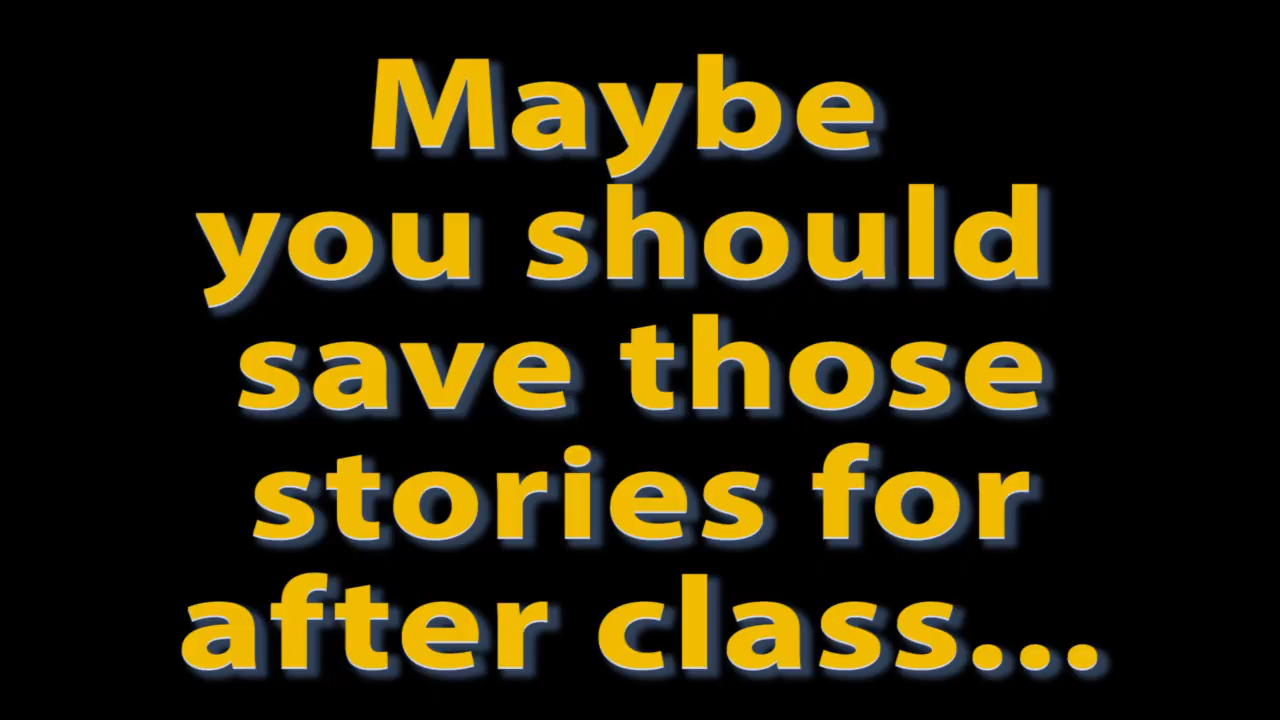 Maybe
you should
save those
stories for
after class...